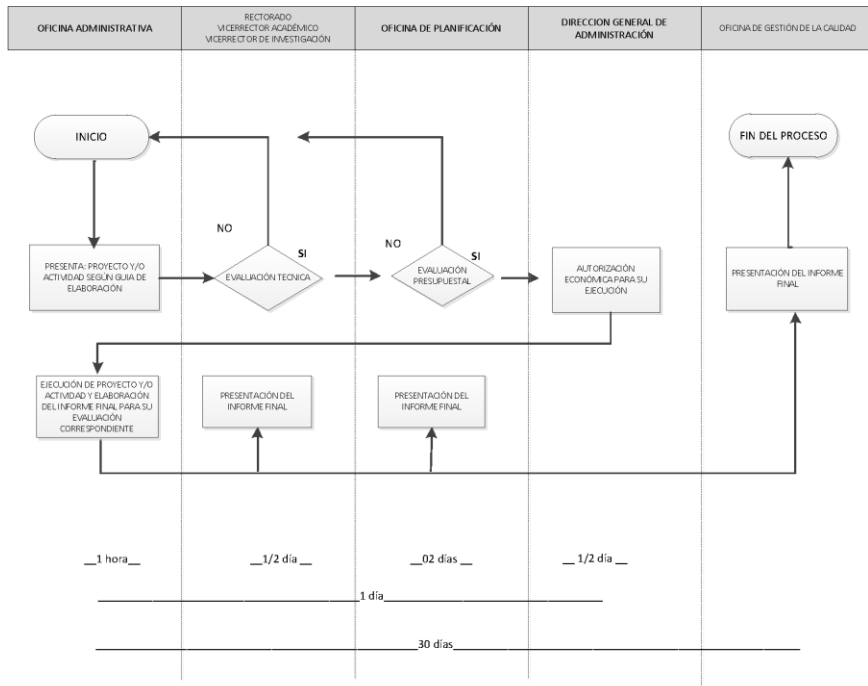 OFICINA ADMINISTRATIVA
RECTORADO
VICERRECTOR ACADÉMICO
VICERRECTOR DE INVESTIGACIÓN
OFICINA DE PLANIFICACIÓN
DIRECCION GENERAL DE
ADMINISTRACIÓN
OFICINA DE GESTIÓN DE LA CALIDAD
INICIO
FIN DEL PROCESO
NO
SI
NO
SI
PRESENTA: PROYECTO Y/O
ACTIVIDAD SEGÚN GUIA DE
ELABORACIÓN
EVALUACIÓN TECNICA
EVALUACIÓN
PRESUPUESTAL
AUTORIZACIÓN
ECONÓMICA PARA SU
EJECUCIÓN
PRESENTACIÓN DEL INFORME
FINAL
EJECUCIÓN DE PROYECTO Y/O
ACTIVIDAD Y ELABORACIÓN
DEL INFORME FINAL PARA SU
EVALUACIÓN
CORRESPONDIENTE
PRESENTACIÓN DEL
INFORME FINAL
PRESENTACIÓN DEL
INFORME FINAL
__1 hora__
__1/2 día__
__02 días __
__ 1/2 día__
1 día
30 días